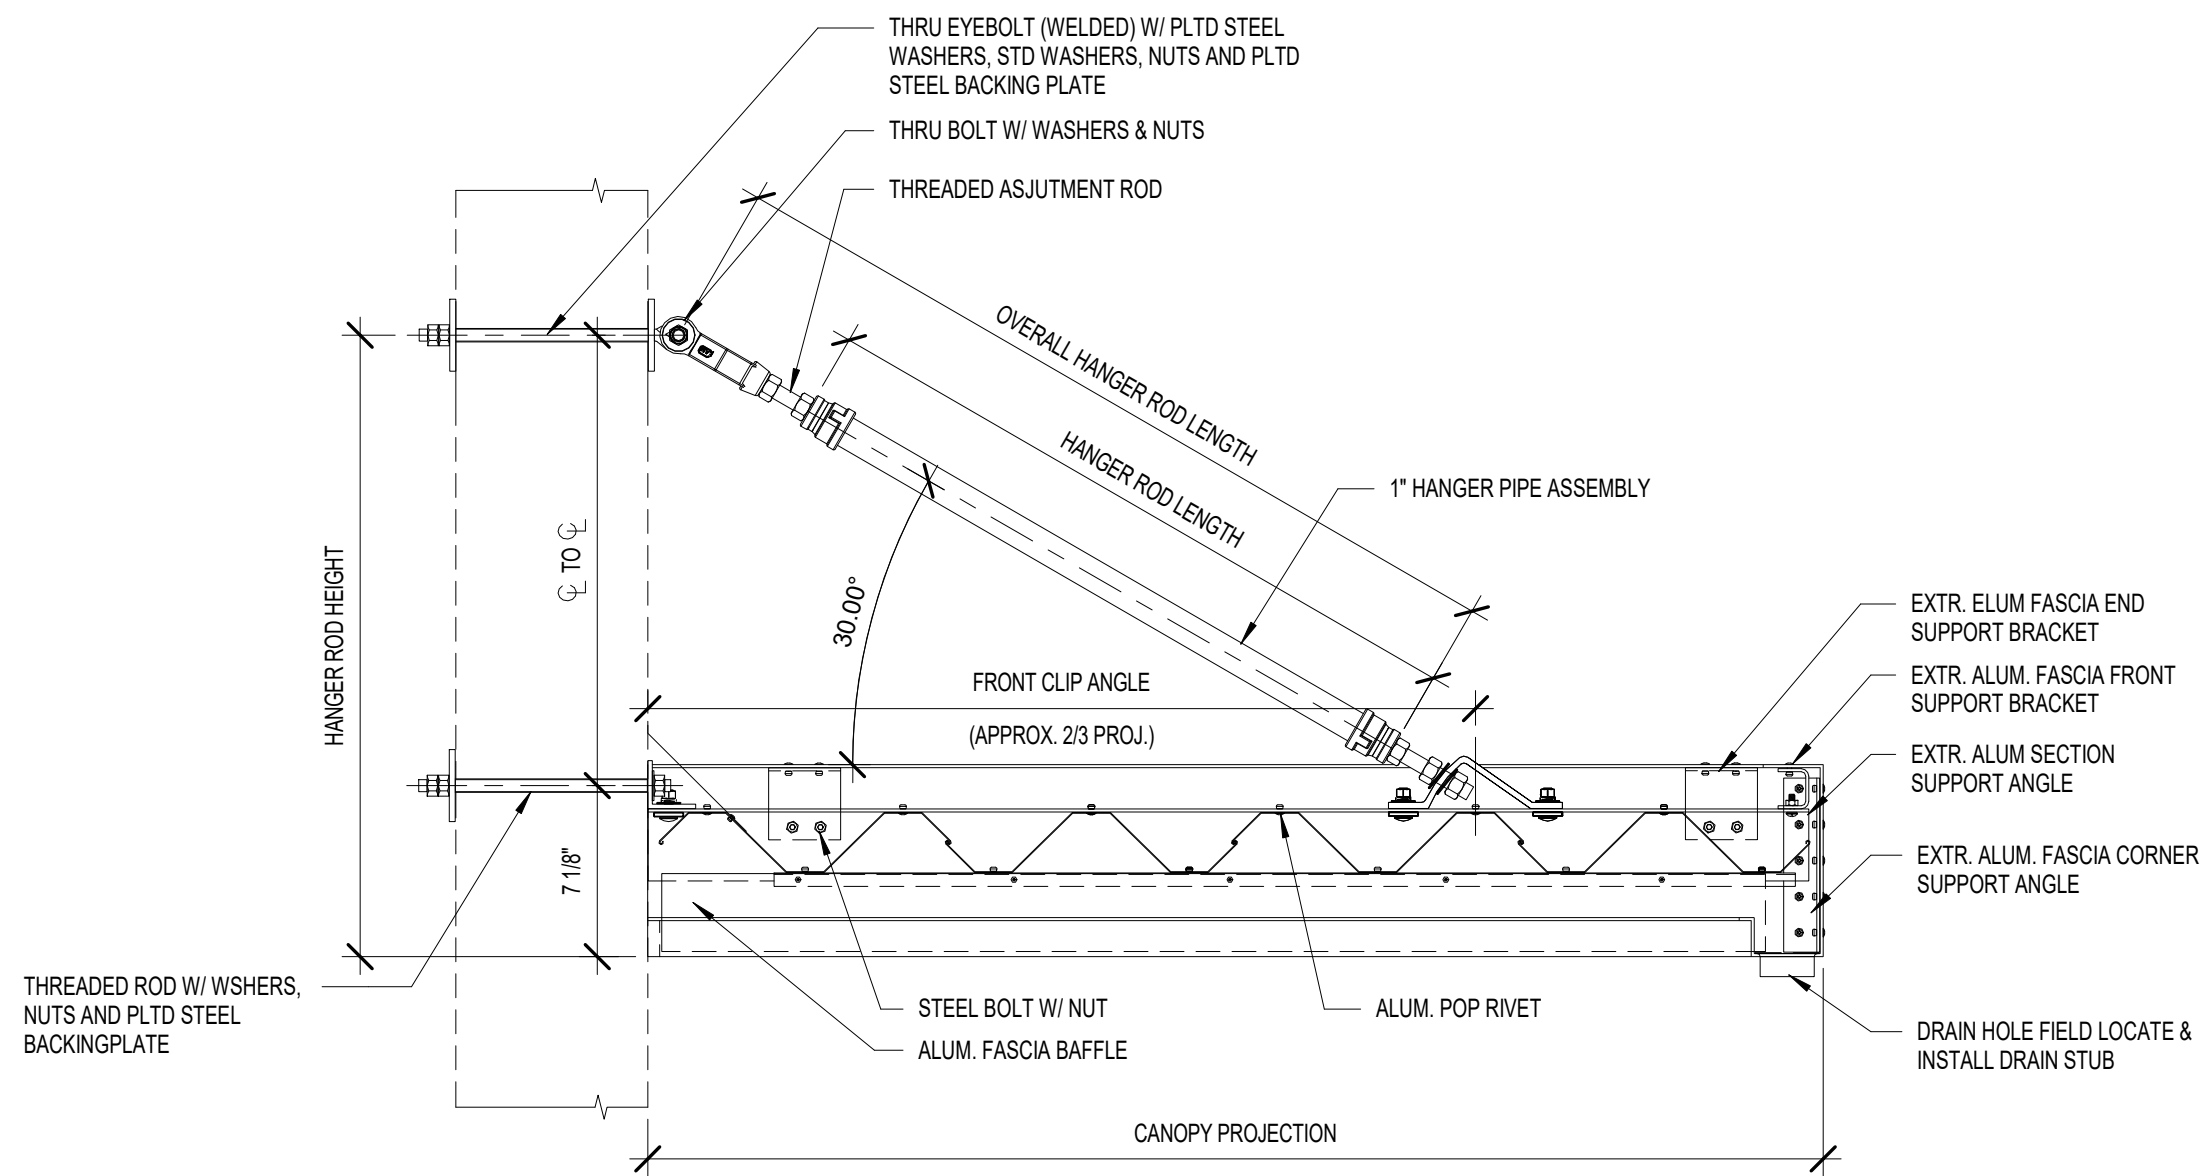 THRU EYEBOLT (WELDED) W/ PLTD STEEL
WASHERS, STD WASHERS, NUTS AND PLTD
STEEL BACKING PLATE
THRU BOLT W/ WASHERS & NUTS
THREADED ASJUTMENT ROD
OVERALL HANGER ROD LENGTH
HANGER ROD LENGTH
1" HANGER PIPE ASSEMBLY
HANGER ROD HEIGHT
℄ TO ℄
30.00°
FRONT CLIP ANGLE
(APPROX. 2/3 PROJ.)
7 1/8"
EXTR. ELUM FASCIA END
SUPPORT BRACKET
EXTR. ALUM. FASCIA FRONT
SUPPORT BRACKET
EXTR. ALUM SECTION
SUPPORT ANGLE
EXTR. ALUM. FASCIA CORNER
SUPPORT ANGLE
THREADED ROD W/ WSHERS,
NUTS AND PLTD STEEL
BACKINGPLATE
STEEL BOLT W/ NUT
ALUM. FASCIA BAFFLE
ALUM. POP RIVET
DRAIN HOLE FIELD LOCATE &
INSTALL DRAIN STUB
CANOPY PROJECTION